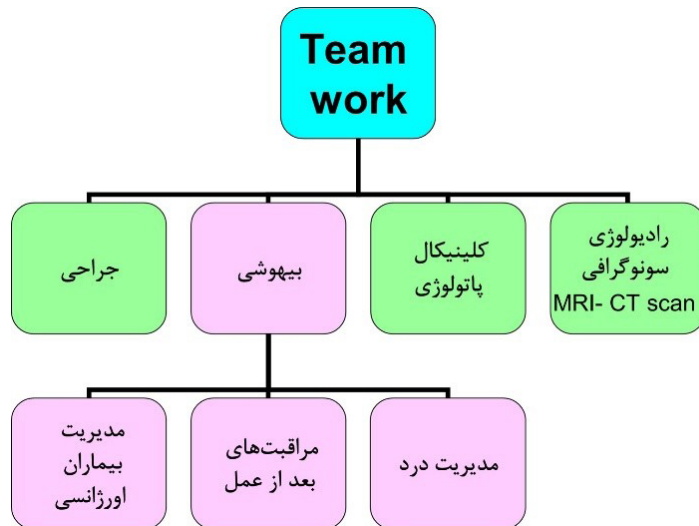 Team
work
جراحی
بیهوشی
کلینیکال
پاتولوژی
رادیولوژی
سونوگرافی
MRI- CT scan
مدیریت
بیماران
اورژانسی
مراقبت‌های
بعد از عمل
مدیریت درد